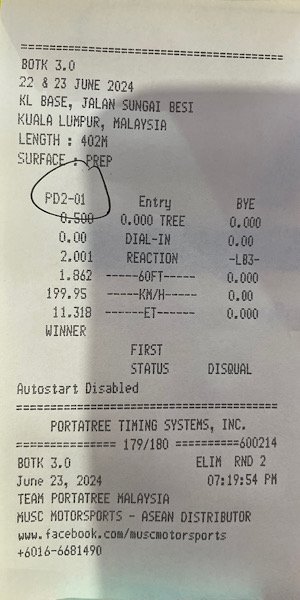 ==========================================
BOTK 3.0
22 & 23 JUNE 2024
KL BASE, JALAN SUNGAI BESI
KUALA LUMPUR, MALAYSIA
LENGTH : 402M
SURFACE : PREP
PD2-01 Entry BYE
0.500 0.000 TREE 0.000
0.00 DIAL-IN 0.00
2.001 REACTION -LB3-
1.862 ------60FT----- 0.000
199.95 ------KM/H----- 0.00
11.318 ------ET------- 0.000
WINNER
FIRST
STATUS DISQUAL
Autostart Disabled
==========================================
PORTATREE TIMING SYSTEMS, INC.
================ 179/180 ==========600214
BOTK 3.0 ELIM RND 2
June 23, 2024 07:19:54 PM
TEAM PORTATREE MALAYSIA
MUSC MOTORSPORTS - ASEAN DISTRIBUTOR
www.facebook.com/muscmotorsports
+6016-6681490